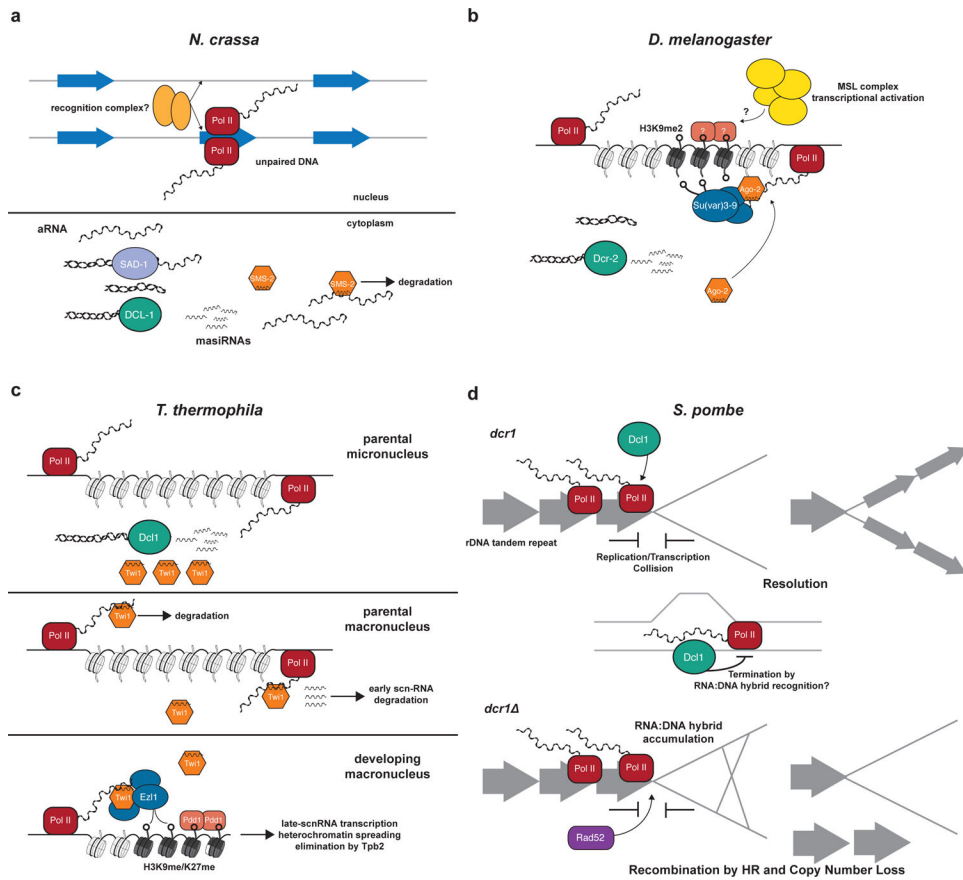 a
N. crassa
recognition complex?
Pol II
Pol II
unpaired DNA
nucleus
cytoplasm
aRNA
SAD-1
DCL-1
masiRNAs
SMS-2
SMS-2
degradation
b
D. melanogaster
MSL complex
transcriptional activation
?
Pol II
H3K9me2
?
?
Pol II
Ago-2
Su(var)3-9
Dcr-2
Ago-2
c
T. thermophila
parental
micronucleus
Pol II
Pol II
Dcl1
Twi1
Twi1
Twi1
parental
macronucleus
Twi1
degradation
Pol II
Pol II
Twi1
early scn-RNA
degradation
Twi1
developing
macronucleus
Twi1
Twi1
Ezl1
Pol II
Pdd1
Pdd1
late-scnRNA transcription
heterochromatin spreading
elimination by Tpb2
H3K9me/K27me
d
S. pombe
dcr1
Dcl1
Pol II
Pol II
rDNA tandem repeat
Replication/Transcription
Collision
Resolution
Pol II
Dcl1
Termination by
RNA:DNA hybrid recognition?
dcr1Δ
RNA:DNA hybrid
accumulation
Pol II
Pol II
Rad52
Recombination by HR and Copy Number Loss